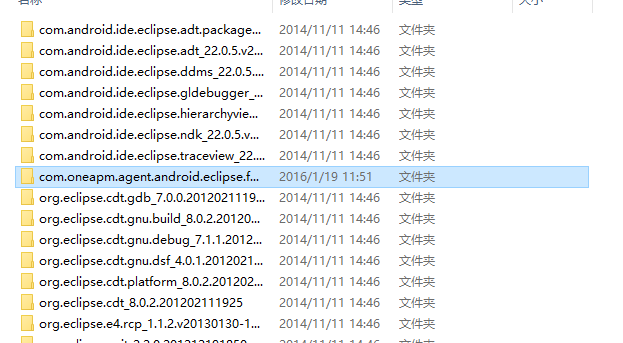 名称 修改日期 类型 大小
com.android.ide.eclipse.adt.package... 2014/11/11 14:46 文件夹
com.android.ide.eclipse.adt_22.0.5.v2... 2014/11/11 14:46 文件夹
com.android.ide.eclipse.ddms_22.0.5.... 2014/11/11 14:46 文件夹
com.android.ide.eclipse.gldebugger_... 2014/11/11 14:46 文件夹
com.android.ide.eclipse.hierarchyvie... 2014/11/11 14:46 文件夹
com.android.ide.eclipse.ndk_22.0.5.v... 2014/11/11 14:46 文件夹
com.android.ide.eclipse.traceview_22.... 2014/11/11 14:46 文件夹
com.oneapm.agent.android.eclipse.f... 2016/1/19 11:51 文件夹
org.eclipse.cdt.gdb_7.0.0.2012021119... 2014/11/11 14:46 文件夹
org.eclipse.cdt.gnu.build_8.0.2.20120... 2014/11/11 14:46 文件夹
org.eclipse.cdt.gnu.debug_7.1.1.2012... 2014/11/11 14:46 文件夹
org.eclipse.cdt.gnu.dsf_4.0.1.2012021... 2014/11/11 14:46 文件夹
org.eclipse.cdt.platform_8.0.2.201202... 2014/11/11 14:46 文件夹
org.eclipse.cdt_8.0.2.201202111925 2014/11/11 14:46 文件夹
org.eclipse.e4.rcp_1.1.2.v20130130-1... 2014/11/11 14:46 文件夹